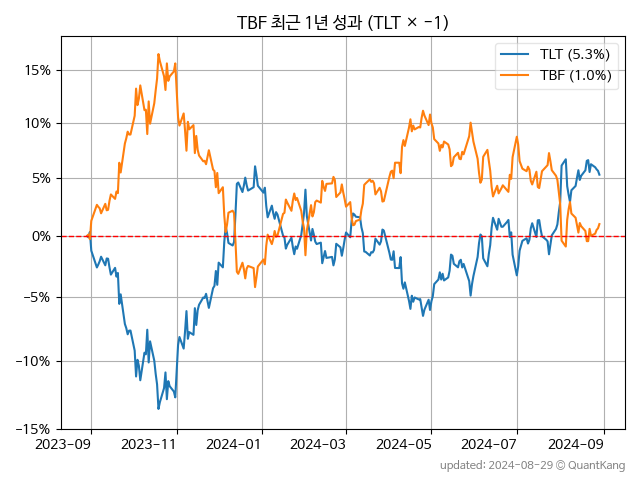 TBF 최근 1년 성과 (TLT × −1)
TLT (5.3%)
TBF (1.0%)
15%
10%
5%
0%
−5%
−10%
−15%
2023-09 2023-11 2024-01 2024-03 2024-05 2024-07 2024-09
updated: 2024-08-29 © QuantKang